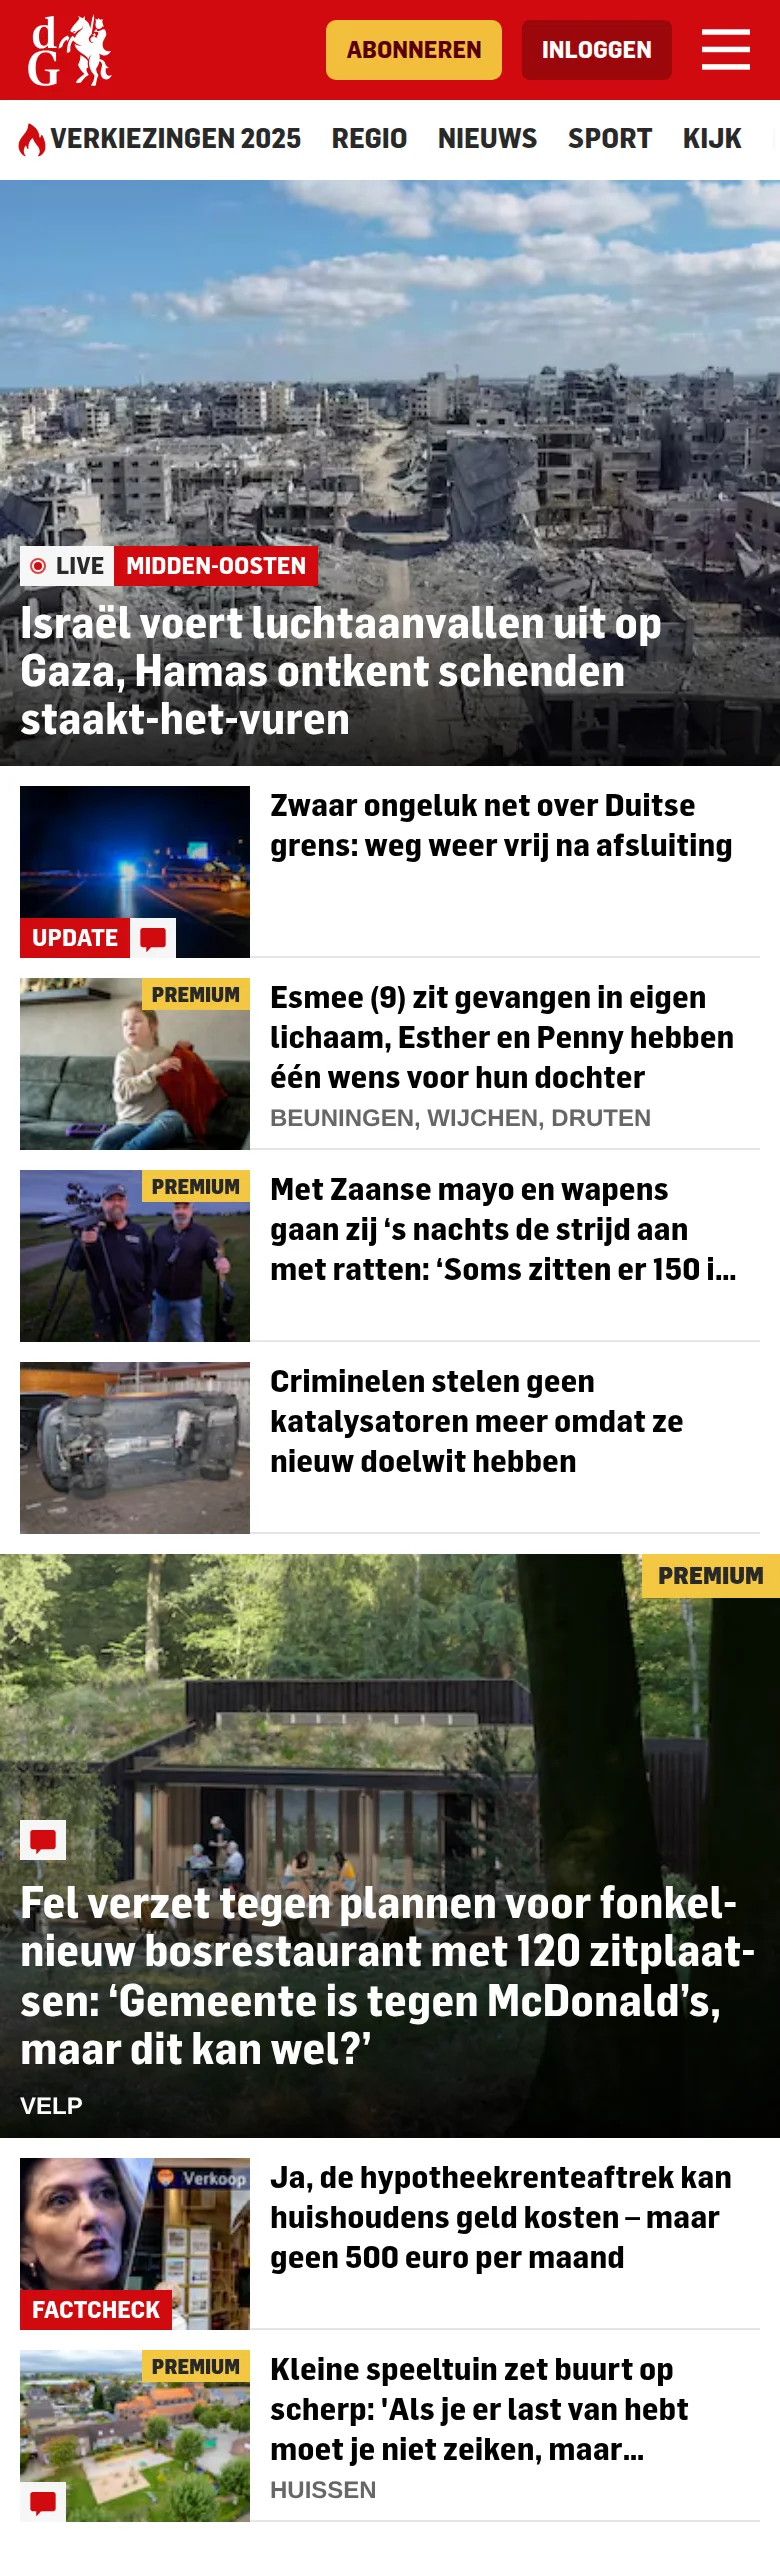 d
G
ABONNEREN
INLOGGEN
VERKIEZINGEN 2025
REGIO
NIEUWS
SPORT
KIJK
LIVE
MIDDEN-OOSTEN
Israël voert luchtaanvallen uit op
Gaza, Hamas ontkent schenden
staakt-het-vuren
Zwaar ongeluk net over Duitse
grens: weg weer vrij na afsluiting
UPDATE
PREMIUM
Esmee (9) zit gevangen in eigen
lichaam, Esther en Penny hebben
één wens voor hun dochter
BEUNINGEN, WIJCHEN, DRUTEN
PREMIUM
Met Zaanse mayo en wapens
gaan zij ‘s nachts de strijd aan
met ratten: ‘Soms zitten er 150 i...
Criminelen stelen geen
katalysatoren meer omdat ze
nieuw doelwit hebben
PREMIUM
Fel verzet tegen plannen voor fonkel-
nieuw bosrestaurant met 120 zitplaat-
sen: ‘Gemeente is tegen McDonald’s,
maar dit kan wel?’
VELP
Verkoop
Ja, de hypotheekrenteaftrek kan
huishoudens geld kosten – maar
geen 500 euro per maand
FACTCHECK
PREMIUM
Kleine speeltuin zet buurt op
scherp: 'Als je er last van hebt
moet je niet zeiken, maar...
HUISSEN